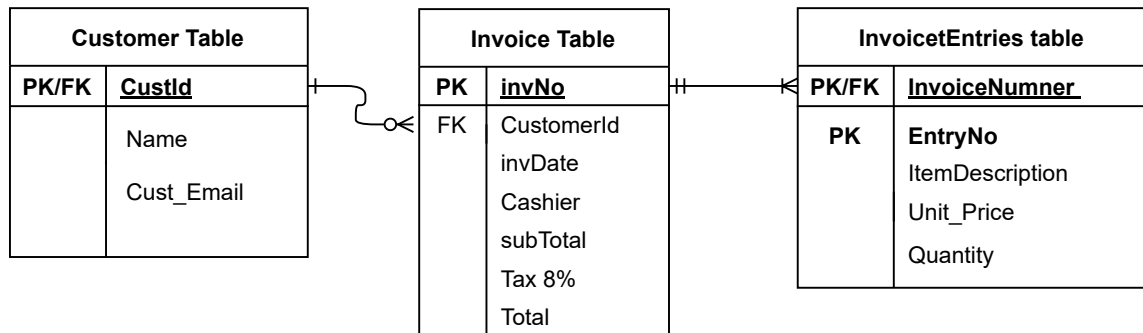 Customer Table
PK/FK CustId
Name
Cust_Email
Invoice Table
PK invNo
FK CustomerId
invDate
Cashier
subTotal
Tax 8%
Total
InvoicetEntries table
PK/FK InvoiceNumner
PK EntryNo
ItemDescription
Unit_Price
Quantity